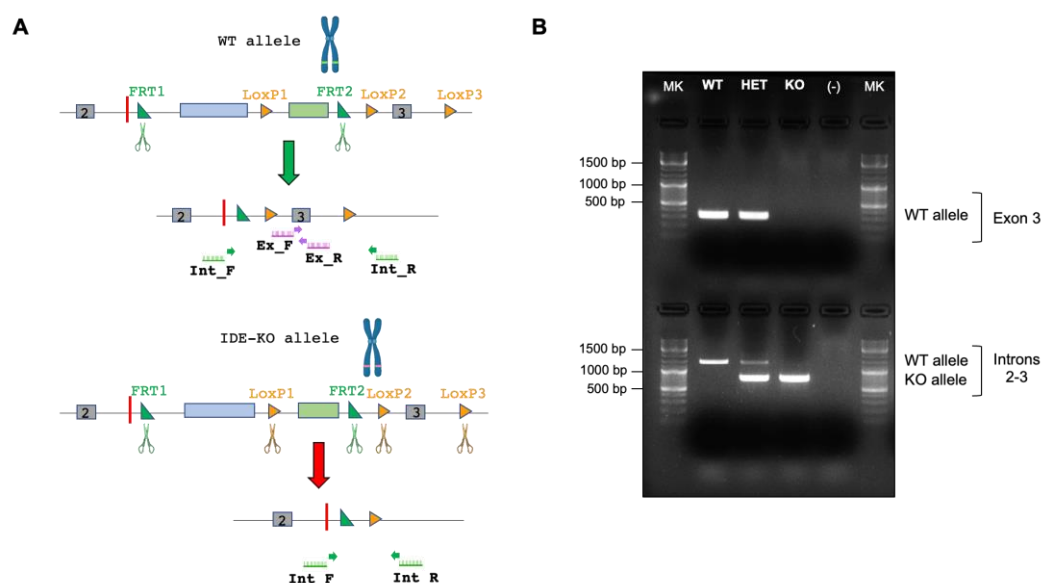 A
WT allele
FRT1
LoxP1
FRT2
LoxP2
LoxP3
2
3
2
3
Ex_F
Ex_R
Int_F
Int_R
IDE-KO allele
FRT1
LoxP1
FRT2
LoxP2
LoxP3
2
3
2
Int_F
Int_R
B
MK WT HET KO (-) MK
1500 bp
1000 bp
500 bp
WT allele
Exon 3
1500 bp
1000 bp
500 bp
WT allele
KO allele
Introns
2-3